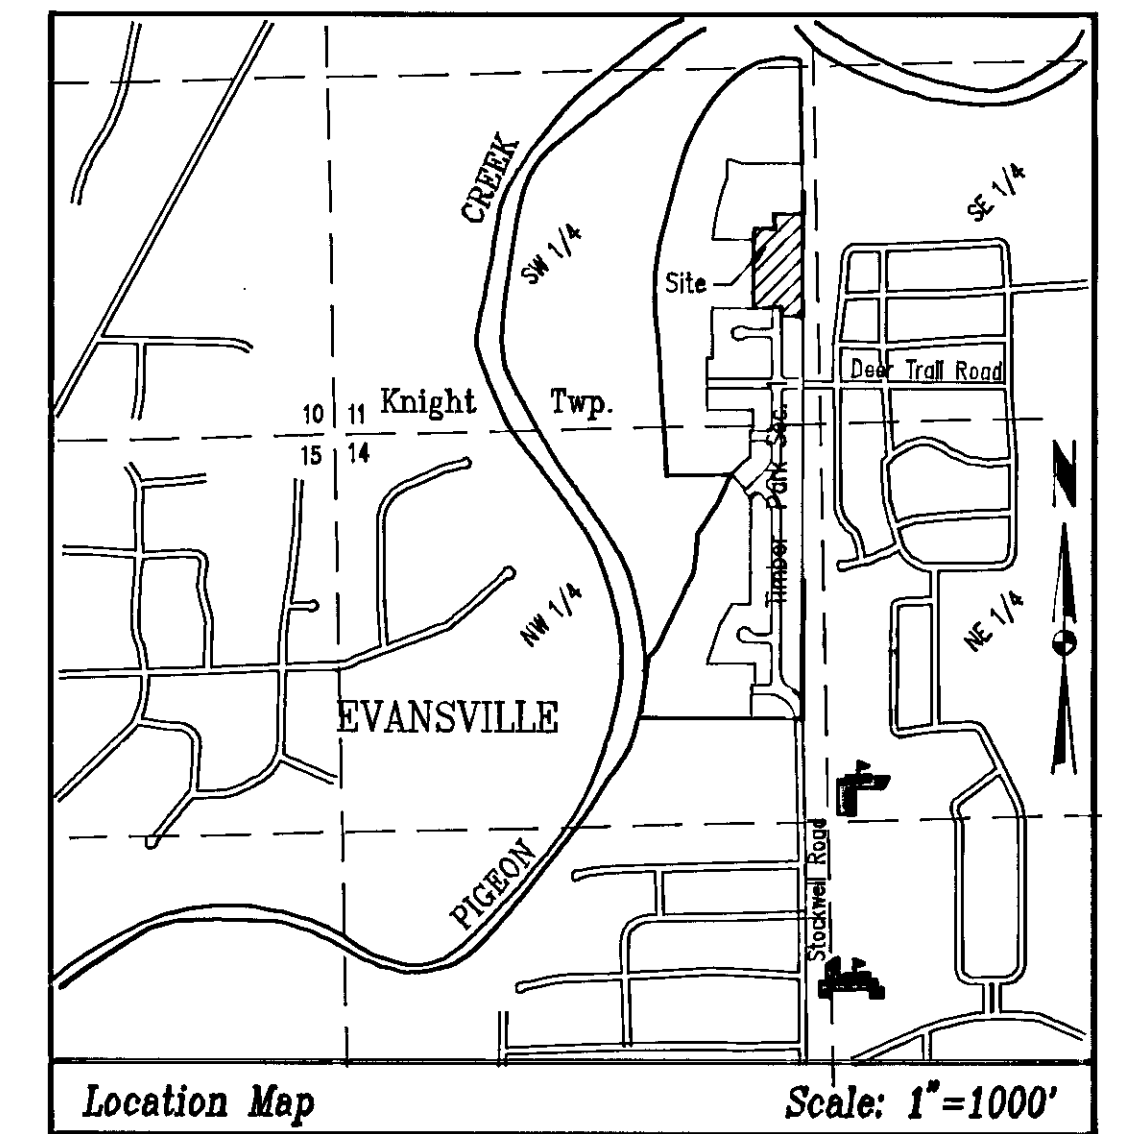 CREEK
SE 1/4
SW 1/4
Site
Deer Trail Road
Knight Twp.
10 11
15 14
Timber Park Sec.
N
NW 1/4
NE 1/4
EVANSVILLE
PIGEON
Stockwell Road
Location Map
Scale: 1"=1000'